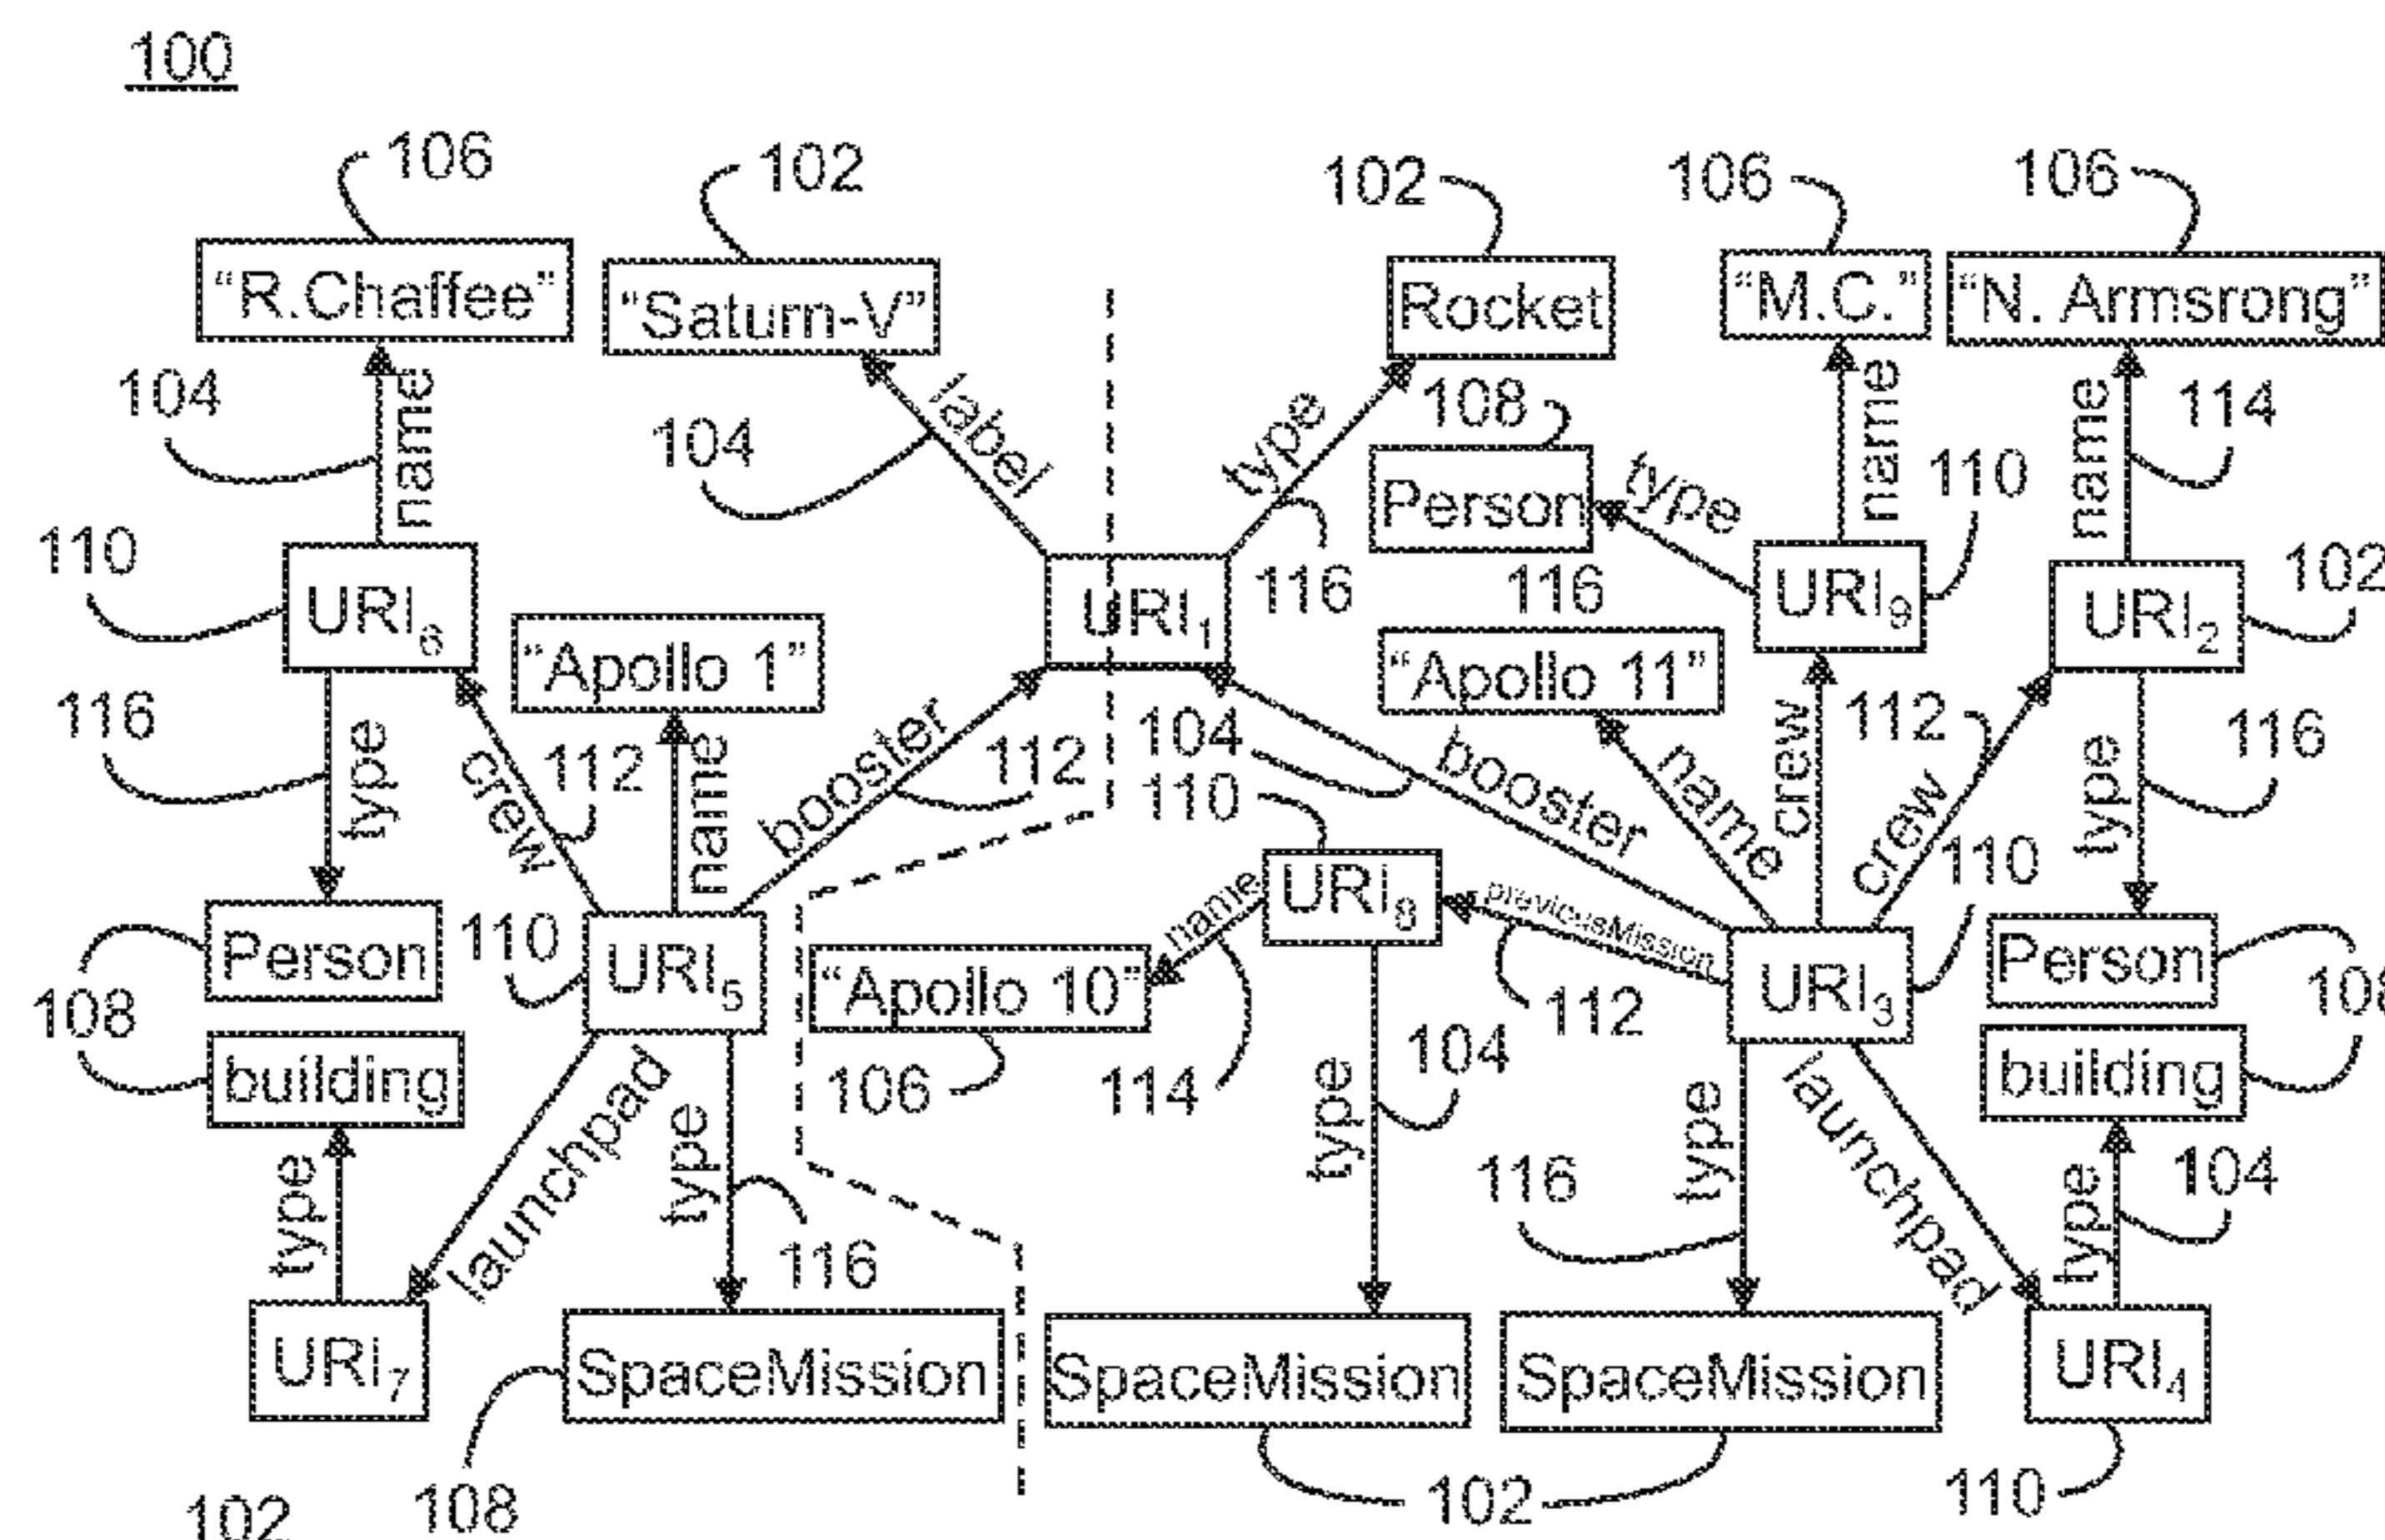 100
106 102 102 106 106
"R.Chaffee" "Saturn-V" Rocket "M.C." "N. Armsrong"
104 name 104 label type 108 name name 114
Person type 110
110 URI6 URI1 116 116 URI9 URI2 102
"Apollo 1" "Apollo 11"
116 type crew 112 name booster 112 104 booster name crew 112 crew type 116
110 110
Person 110 URI5 URI8 previousMission URI3 Person
name "Apollo 10" 112
108 building 106 114 104 building 108
type launchpad type 116 type 116 type launchpad type 104
URI7 SpaceMission SpaceMission SpaceMission URI4
102 108 102 110